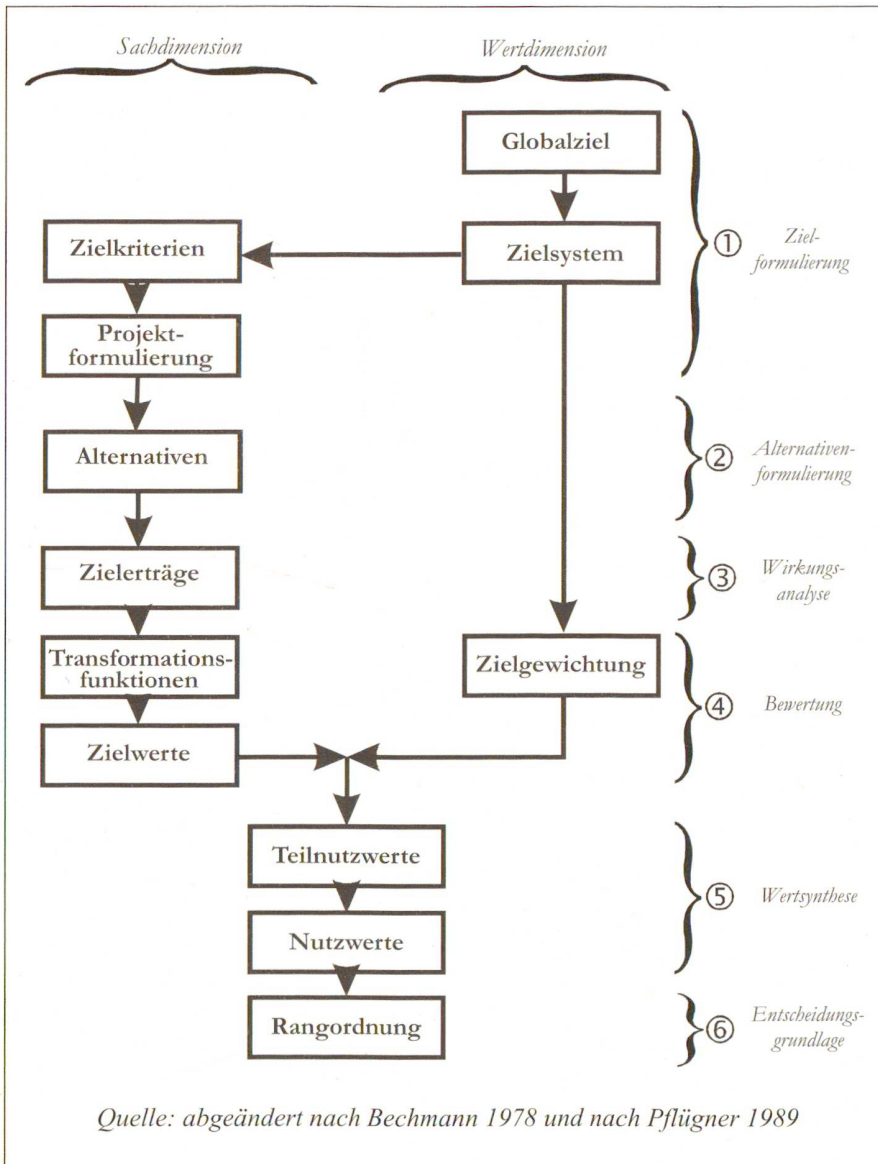 Sachdimension
Wertdimension
Globalziel
Zielkriterien
Zielsystem
①
Ziel-
formulierung
Projekt-
formulierung
Alternativen
②
Alternativen-
formulierung
Zielerträge
③
Wirkungs-
analyse
Transformations-
funktionen
Zielgewichtung
④
Bewertung
Zielwerte
Teilnutzwerte
⑤
Wertsynthese
Nutzwerte
Rangordnung
⑥
Entscheidungs-
grundlage
Quelle: abgeändert nach Bechmann 1978 und nach Pflügner 1989